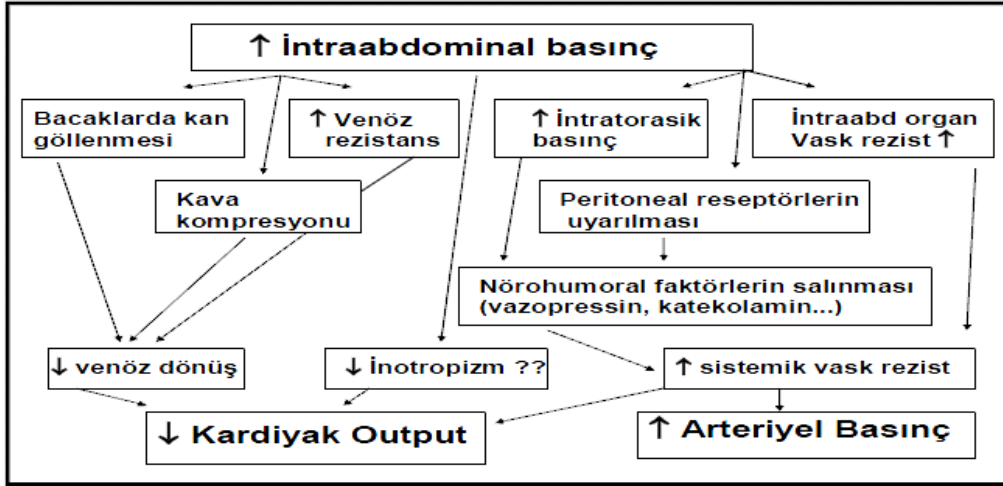 ↑ İntraabdominal basınç
Bacaklarda kan
göllenmesi
↑ Venöz
rezistans
↑ İntratorasik
basınç
İntraabd organ
Vask rezist ↑
Kava
kompresyonu
Peritoneal reseptörlerin
uyarılması
Nörohumoral faktörlerin salınması
(vazopressin, katekolamin...)
↓ venöz dönüş
↓ İnotropizm ??
↑ sistemik vask rezist
↓ Kardiyak Output
↑ Arteriyel Basınç